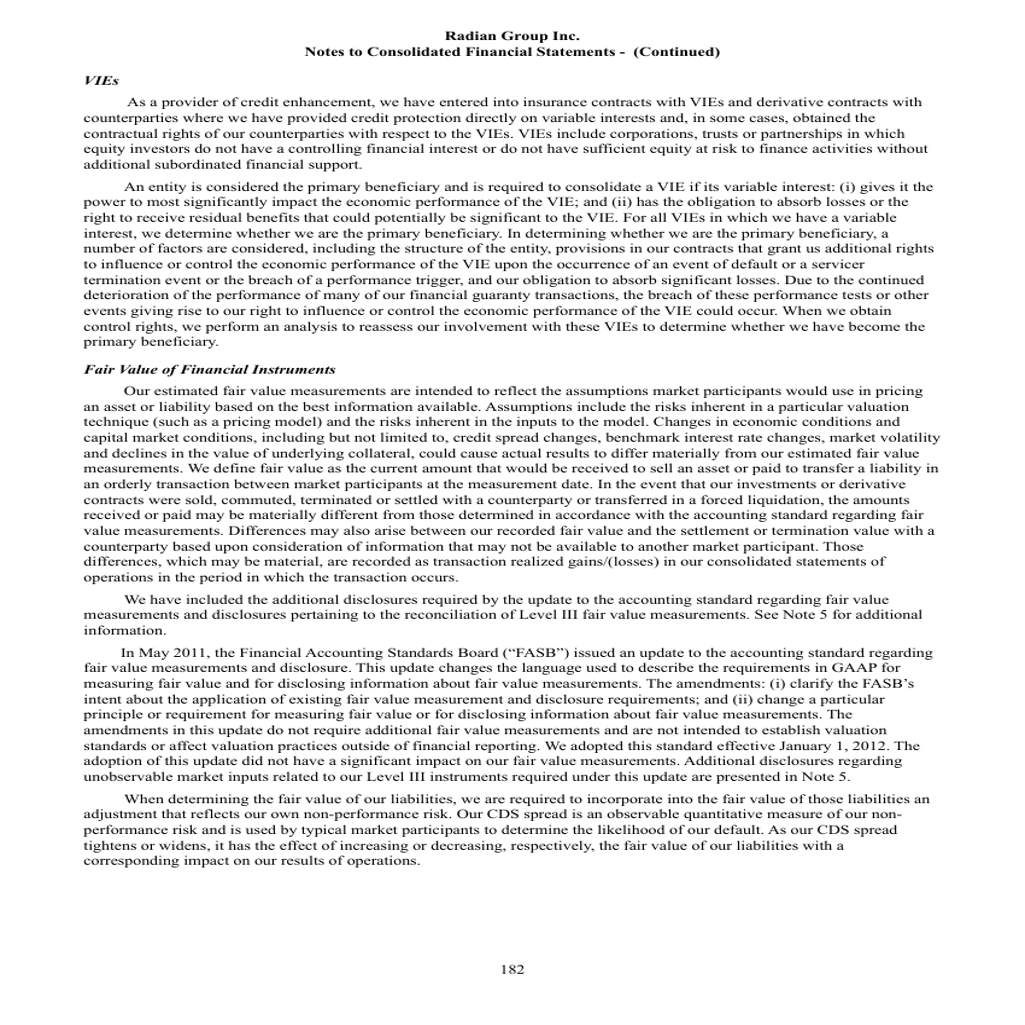 Radian Group Inc.
Notes to Consolidated Financial Statements - (Continued)
VIEs
As a provider of credit enhancement, we have entered into insurance contracts with VIEs and derivative contracts with
counterparties where we have provided credit protection directly on variable interests and, in some cases, obtained the
contractual rights of our counterparties with respect to the VIEs. VIEs include corporations, trusts or partnerships in which
equity investors do not have a controlling financial interest or do not have sufficient equity at risk to finance activities without
additional subordinated financial support.
An entity is considered the primary beneficiary and is required to consolidate a VIE if its variable interest: (i) gives it the
power to most significantly impact the economic performance of the VIE; and (ii) has the obligation to absorb losses or the
right to receive residual benefits that could potentially be significant to the VIE. For all VIEs in which we have a variable
interest, we determine whether we are the primary beneficiary. In determining whether we are the primary beneficiary, a
number of factors are considered, including the structure of the entity, provisions in our contracts that grant us additional rights
to influence or control the economic performance of the VIE upon the occurrence of an event of default or a servicer
termination event or the breach of a performance trigger, and our obligation to absorb significant losses. Due to the continued
deterioration of the performance of many of our financial guaranty transactions, the breach of these performance tests or other
events giving rise to our right to influence or control the economic performance of the VIE could occur. When we obtain
control rights, we perform an analysis to reassess our involvement with these VIEs to determine whether we have become the
primary beneficiary.
Fair Value of Financial Instruments
Our estimated fair value measurements are intended to reflect the assumptions market participants would use in pricing
an asset or liability based on the best information available. Assumptions include the risks inherent in a particular valuation
technique (such as a pricing model) and the risks inherent in the inputs to the model. Changes in economic conditions and
capital market conditions, including but not limited to, credit spread changes, benchmark interest rate changes, market volatility
and declines in the value of underlying collateral, could cause actual results to differ materially from our estimated fair value
measurements. We define fair value as the current amount that would be received to sell an asset or paid to transfer a liability in
an orderly transaction between market participants at the measurement date. In the event that our investments or derivative
contracts were sold, commuted, terminated or settled with a counterparty or transferred in a forced liquidation, the amounts
received or paid may be materially different from those determined in accordance with the accounting standard regarding fair
value measurements. Differences may also arise between our recorded fair value and the settlement or termination value with a
counterparty based upon consideration of information that may not be available to another market participant. Those
differences, which may be material, are recorded as transaction realized gains/(losses) in our consolidated statements of
operations in the period in which the transaction occurs.
We have included the additional disclosures required by the update to the accounting standard regarding fair value
measurements and disclosures pertaining to the reconciliation of Level III fair value measurements. See Note 5 for additional
information.
In May 2011, the Financial Accounting Standards Board (“FASB”) issued an update to the accounting standard regarding
fair value measurements and disclosure. This update changes the language used to describe the requirements in GAAP for
measuring fair value and for disclosing information about fair value measurements. The amendments: (i) clarify the FASB’s
intent about the application of existing fair value measurement and disclosure requirements; and (ii) change a particular
principle or requirement for measuring fair value or for disclosing information about fair value measurements. The
amendments in this update do not require additional fair value measurements and are not intended to establish valuation
standards or affect valuation practices outside of financial reporting. We adopted this standard effective January 1, 2012. The
adoption of this update did not have a significant impact on our fair value measurements. Additional disclosures regarding
unobservable market inputs related to our Level III instruments required under this update are presented in Note 5.
When determining the fair value of our liabilities, we are required to incorporate into the fair value of those liabilities an
adjustment that reflects our own non-performance risk. Our CDS spread is an observable quantitative measure of our non-
performance risk and is used by typical market participants to determine the likelihood of our default. As our CDS spread
tightens or widens, it has the effect of increasing or decreasing, respectively, the fair value of our liabilities with a
corresponding impact on our results of operations.
182